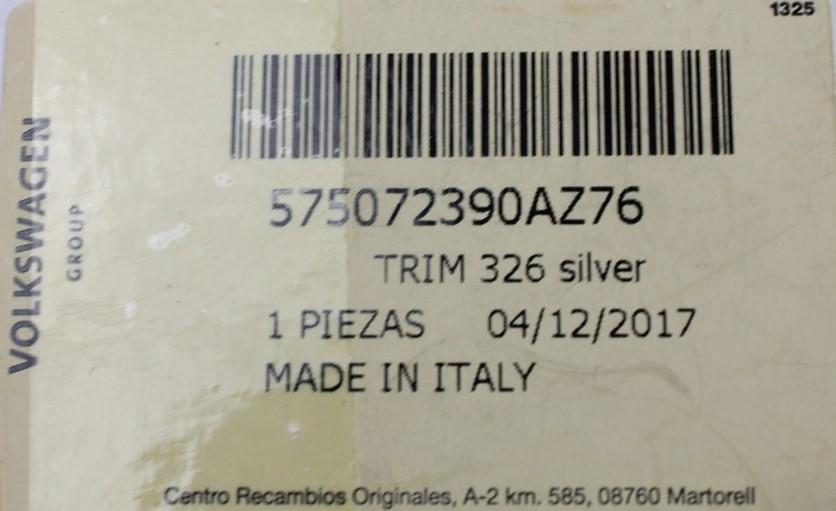 1325
VOLKSWAGEN
GROUP
575072390AZ76
TRIM 326 silver
1 PIEZAS 04/12/2017
MADE IN ITALY
Centro Recambios Originales, A-2 km. 585, 08760 Martorell